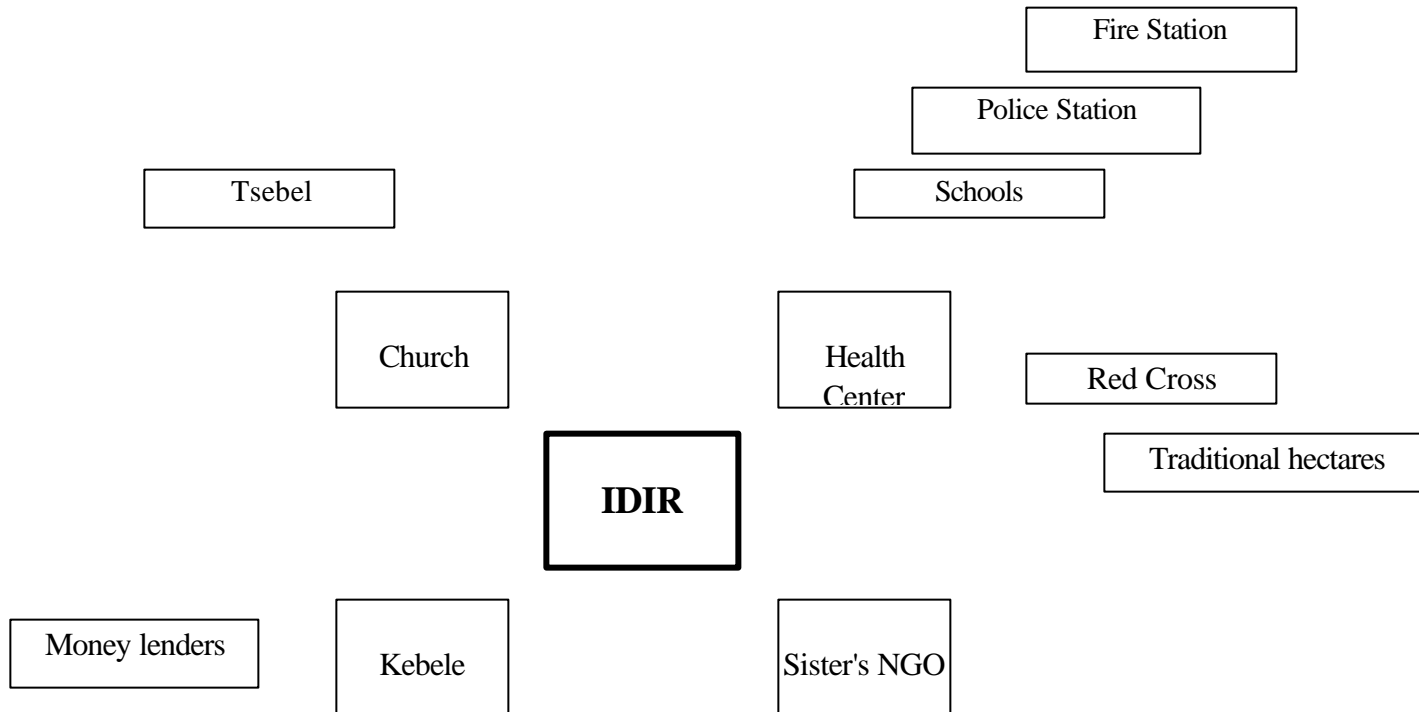 Fire Station
Police Station
Tsebel
Schools
Church
Health
Center
Red Cross
Traditional hectares
IDIR
Money lenders
Kebele
Sister's NGO